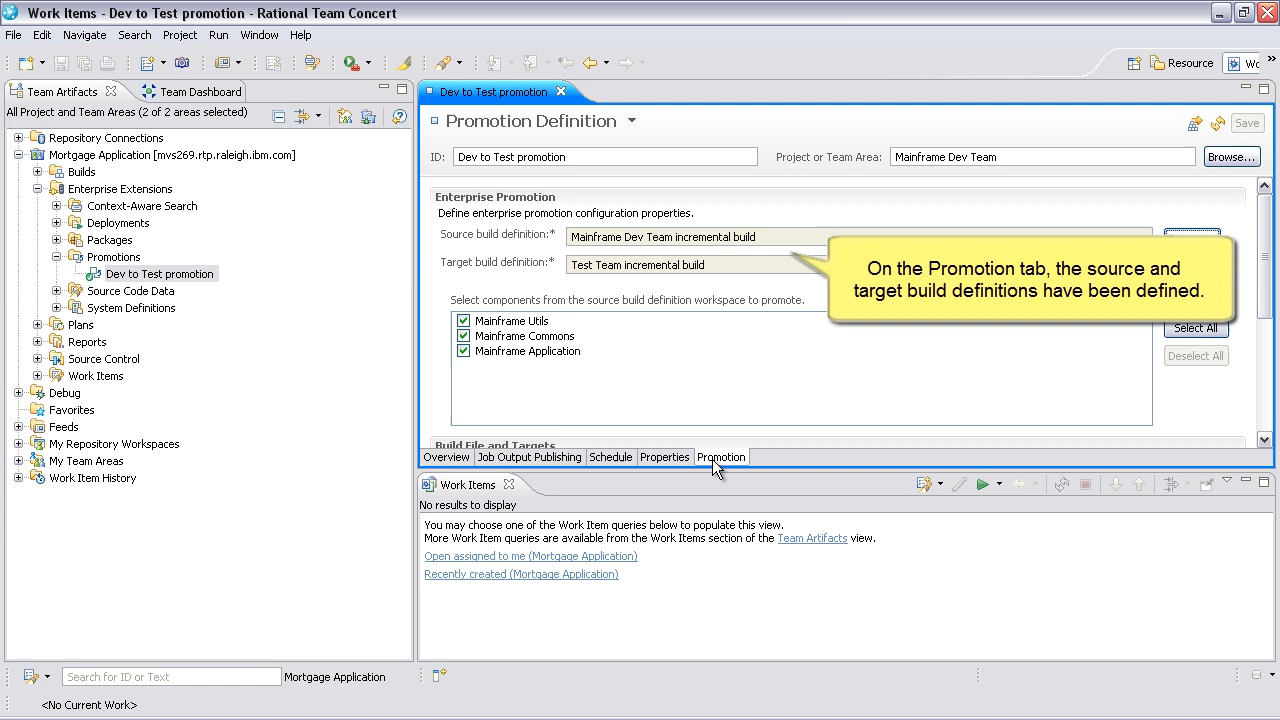 Work Items - Dev to Test promotion - Rational Team Concert
File Edit Navigate Search Project Run Window Help
Resource Wc
Team Artifacts Team Dashboard
All Project and Team Areas (2 of 2 areas selected)
Repository Connections
Mortgage Application [mvs269.rtp.raleigh.ibm.com]
Builds
Enterprise Extensions
Context-Aware Search
Deployments
Packages
Promotions
Dev to Test promotion
Source Code Data
System Definitions
Plans
Reports
Source Control
Work Items
Debug
Favorites
Feeds
My Repository Workspaces
My Team Areas
Work Item History
Dev to Test promotion
Promotion Definition
Save
ID: Dev to Test promotion Project or Team Area: Mainframe Dev Team Browse...
Enterprise Promotion
Define enterprise promotion configuration properties.
Source build definition:* Mainframe Dev Team incremental build
Target build definition:* Test Team incremental build
On the Promotion tab, the source and
target build definitions have been defined.
Select components from the source build definition workspace to promote.
Mainframe Utils
Mainframe Commons
Mainframe Application
Select All
Deselect All
Build File and Targets
Overview Job Output Publishing Schedule Properties Promotion
Work Items
No results to display
You may choose one of the Work Item queries below to populate this view.
More Work Item queries are available from the Work Items section of the Team Artifacts view.
Open assigned to me (Mortgage Application)
Recently created (Mortgage Application)
Search for ID or Text Mortgage Application
<No Current Work>